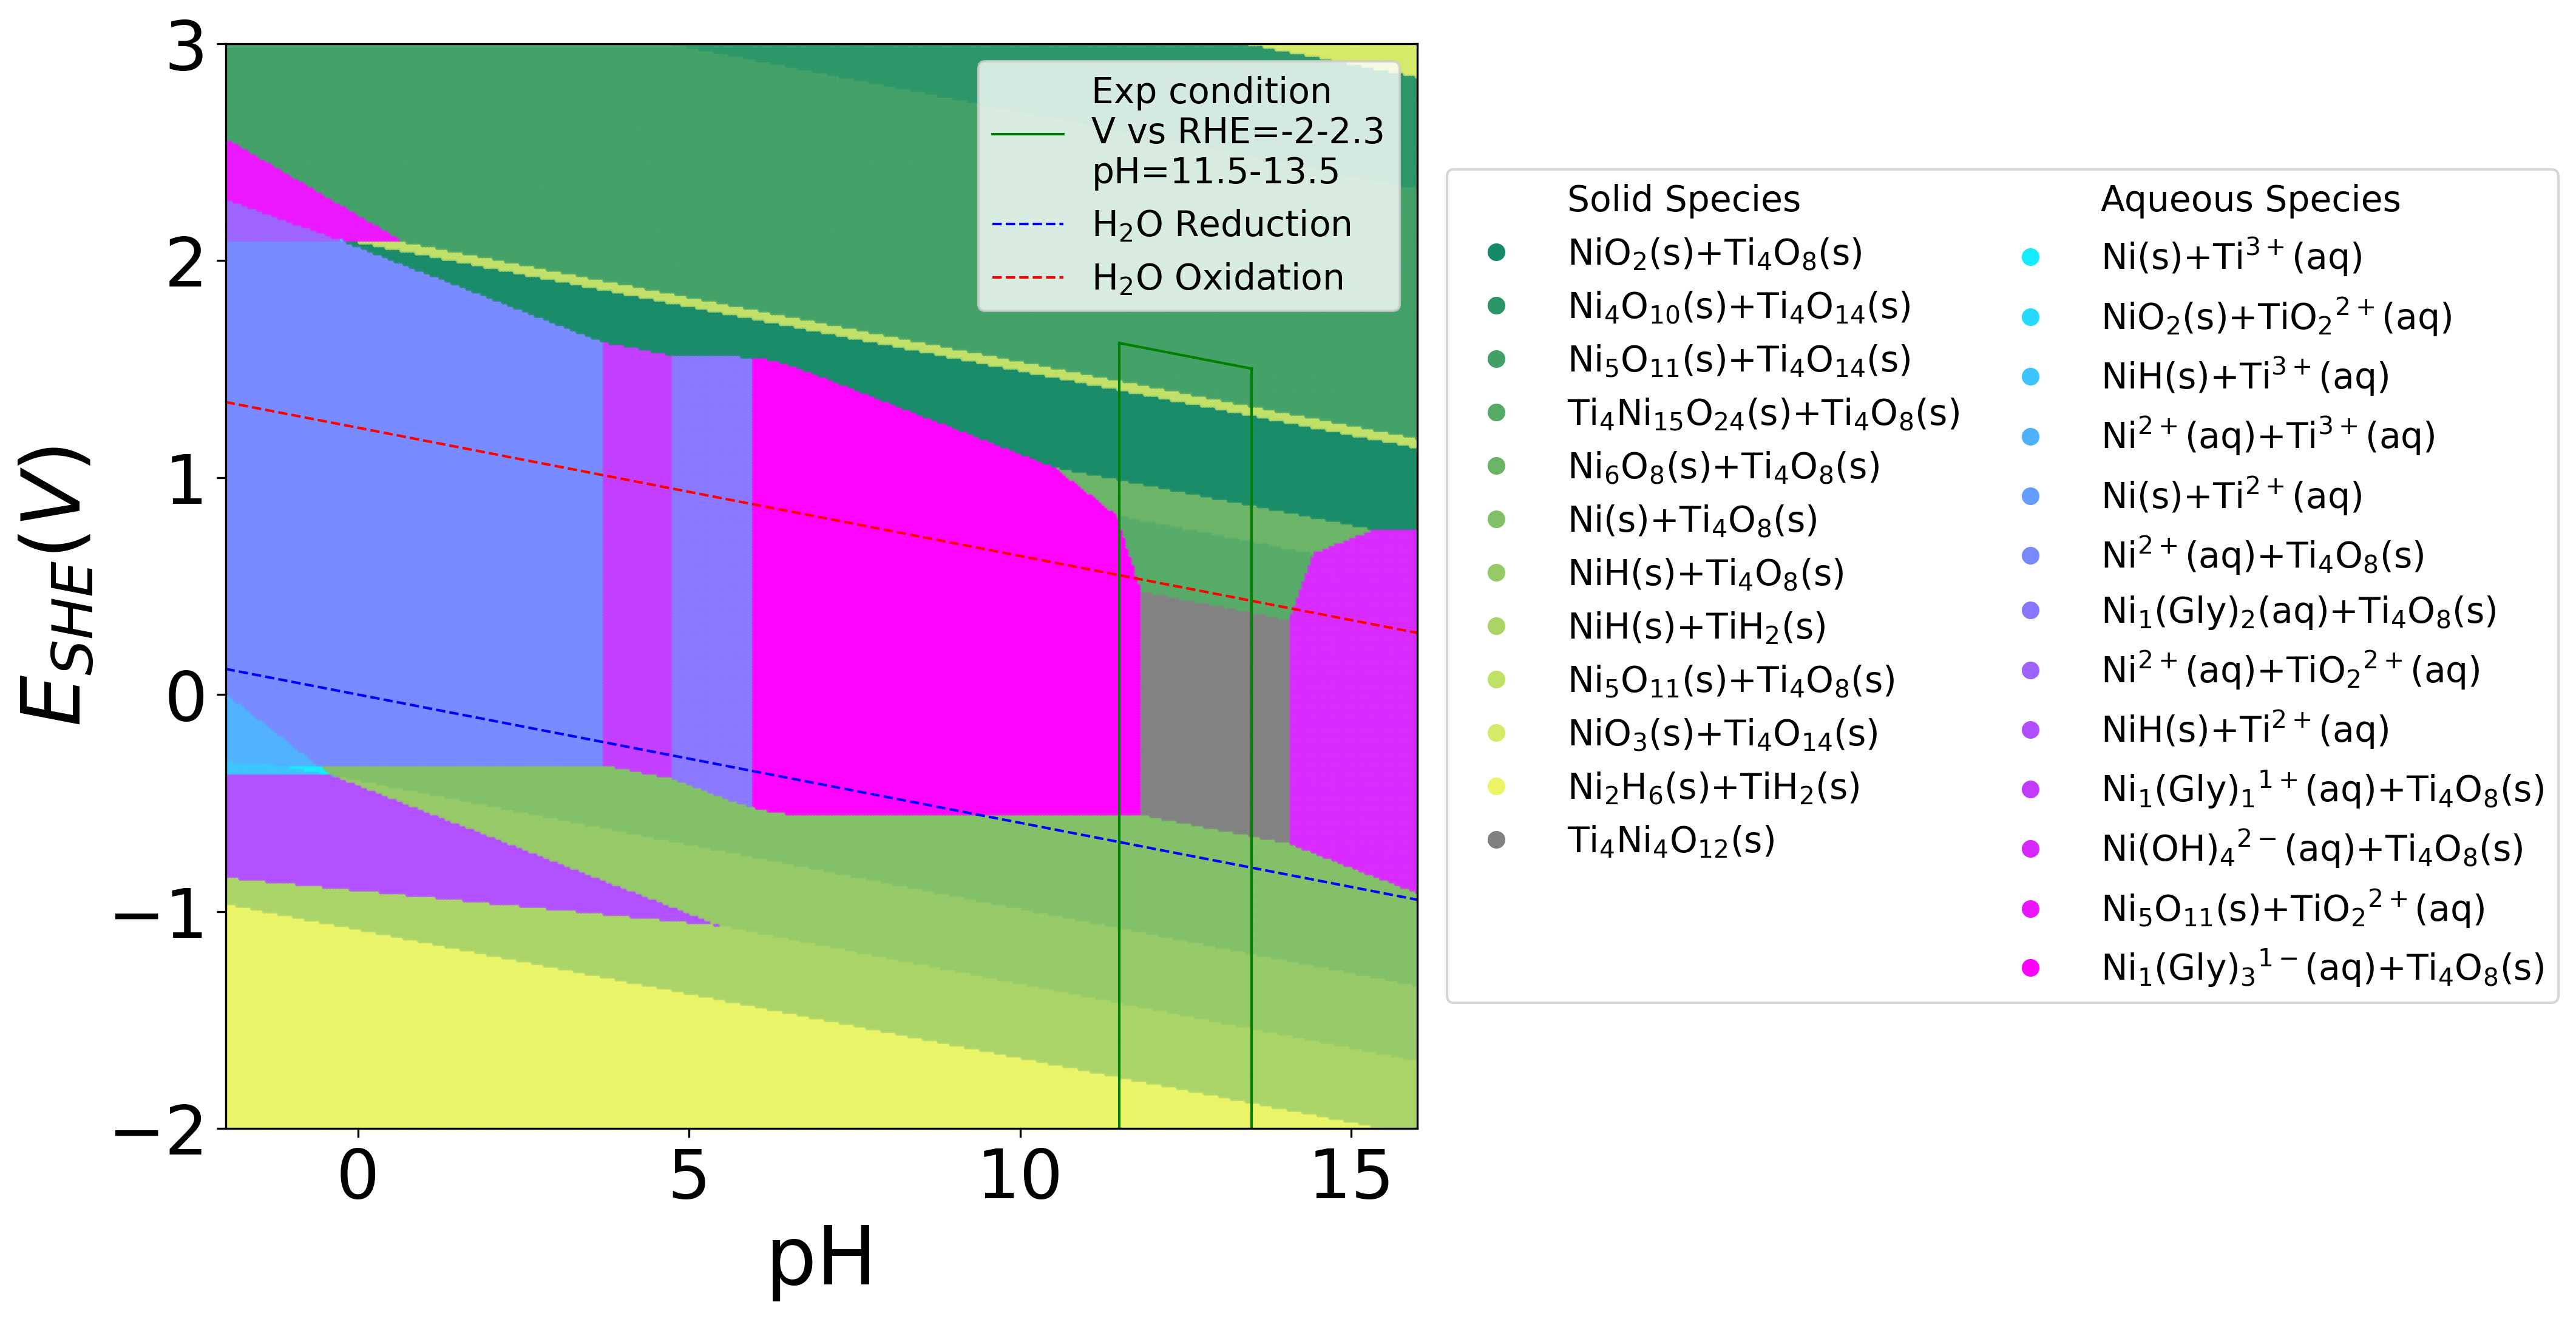 3
2
1
0
−1
−2
E_{SHE}(V)
0
5
10
15
pH
Exp condition
V vs RHE=-2-2.3
pH=11.5-13.5
H₂O Reduction
H₂O Oxidation
Solid Species
NiO₂(s)+Ti₄O₈(s)
Ni₄O₁₀(s)+Ti₄O₁₄(s)
Ni₅O₁₁(s)+Ti₄O₁₄(s)
Ti₄Ni₁₅O₂₄(s)+Ti₄O₈(s)
Ni₆O₈(s)+Ti₄O₈(s)
Ni(s)+Ti₄O₈(s)
NiH(s)+Ti₄O₈(s)
NiH(s)+TiH₂(s)
Ni₅O₁₁(s)+Ti₄O₈(s)
NiO₃(s)+Ti₄O₁₄(s)
Ni₂H₆(s)+TiH₂(s)
Ti₄Ni₄O₁₂(s)
Aqueous Species
Ni(s)+Ti³⁺(aq)
NiO₂(s)+TiO₂²⁺(aq)
NiH(s)+Ti³⁺(aq)
Ni²⁺(aq)+Ti³⁺(aq)
Ni(s)+Ti²⁺(aq)
Ni²⁺(aq)+Ti₄O₈(s)
Ni₁(Gly)₂(aq)+Ti₄O₈(s)
Ni²⁺(aq)+TiO₂²⁺(aq)
NiH(s)+Ti²⁺(aq)
Ni₁(Gly)₁¹⁺(aq)+Ti₄O₈(s)
Ni(OH)₄²⁻(aq)+Ti₄O₈(s)
Ni₅O₁₁(s)+TiO₂²⁺(aq)
Ni₁(Gly)₃¹⁻(aq)+Ti₄O₈(s)